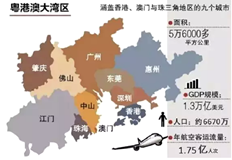 粤港澳大湾区
涵盖香港、澳门与珠三角地区的九个城市
面积:
5万6000多
平方公里
GDP规模:
1.3万亿
美元
人口:约6670万
年航空客运流量:
1.75亿人次
肇庆
广州
惠州
佛山
东莞
江门
中山
深圳
珠海
澳门
香港